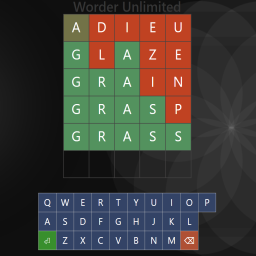 Worder Unlimited
A D I E U
G L A Z E
G R A I N
G R A S P
G R A S S
Q W E R T Y U I O P
A S D F G H J K L
⏎ Z X C V B N M ⌫